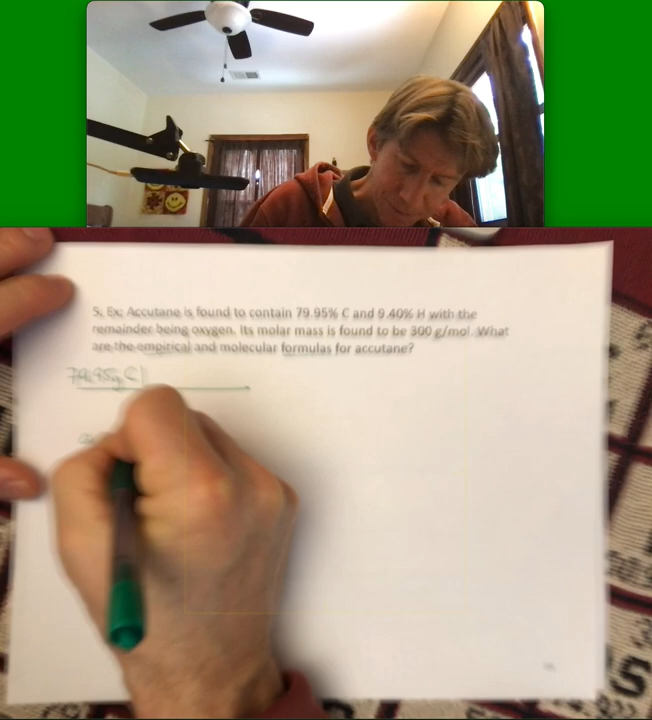 5. Ex: Accutane is found to contain 79.95% C and 9.40% H with the
remainder being oxygen. Its molar mass is found to be 300 g/mol. What
are the empirical and molecular formulas for accutane?
79.95g C